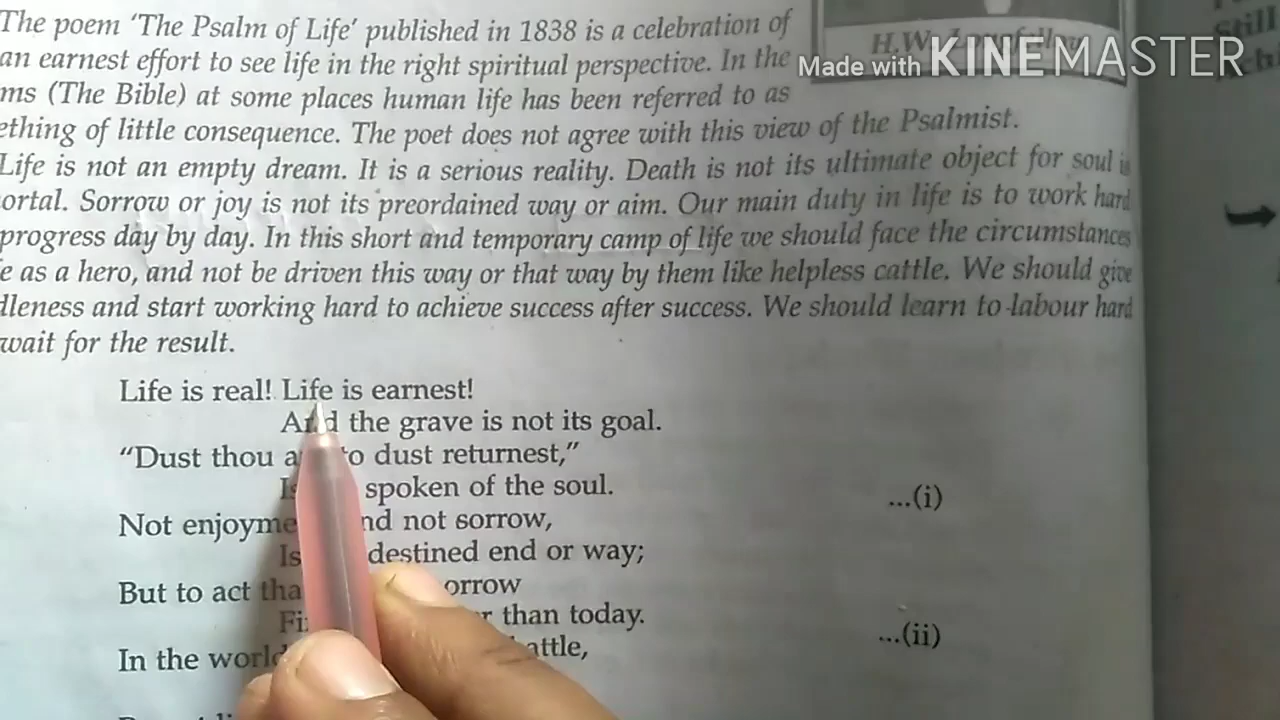 The poem ‘The Psalm of Life’ published in 1838 is a celebration of
an earnest effort to see life in the right spiritual perspective. In the
ms (The Bible) at some places human life has been referred to as
ething of little consequence. The poet does not agree with this view of the Psalmist.
Life is not an empty dream. It is a serious reality. Death is not its ultimate object for soul is
ortal. Sorrow or joy is not its preordained way or aim. Our main duty in life is to work hard
progress day by day. In this short and temporary camp of life we should face the circumstances
e as a hero, and not be driven this way or that way by them like helpless cattle. We should give
dleness and start working hard to achieve success after success. We should learn to labour hard
wait for the result.
H.W.
Made with KINEMASTER
Still
Life is real! Life is earnest!
And the grave is not its goal.
“Dust thou a to dust returnest,”
Is spoken of the soul.
...(i)
Not enjoyme nd not sorrow,
Is destined end or way;
But to act tha orrow
Fi r than today.
...(ii)
In the world attle,